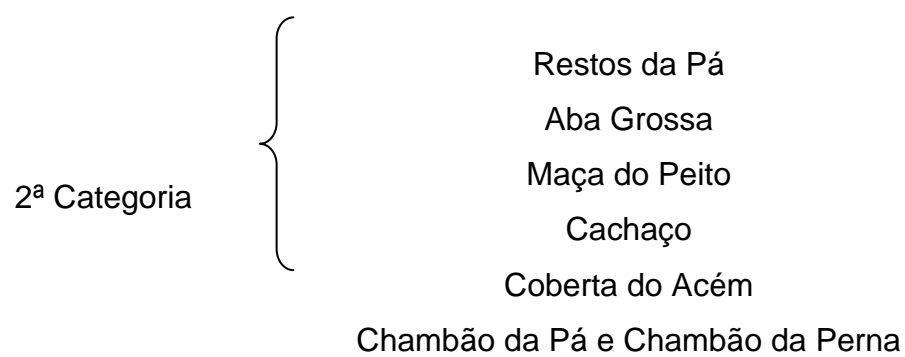 Restos da Pá
Aba Grossa
Maça do Peito
2ª Categoria
Cachaço
Coberta do Acém
Chambão da Pá e Chambão da Perna